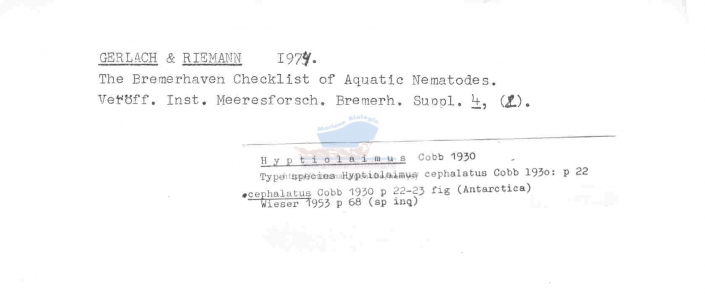 GERLACH & RIEMANN 1974.
The Bremerhaven Checklist of Aquatic Nematodes.
Veröff. Inst. Meeresforsch. Bremerh. Suppl. 4, (2).
Hyptiolaimus Cobb 1930
Type species Hyptiolaimus cephalatus Cobb 1930: p 22
•cephalatus Cobb 1930 p 22-23 fig (Antarctica)
Wieser 1953 p 68 (sp inq)